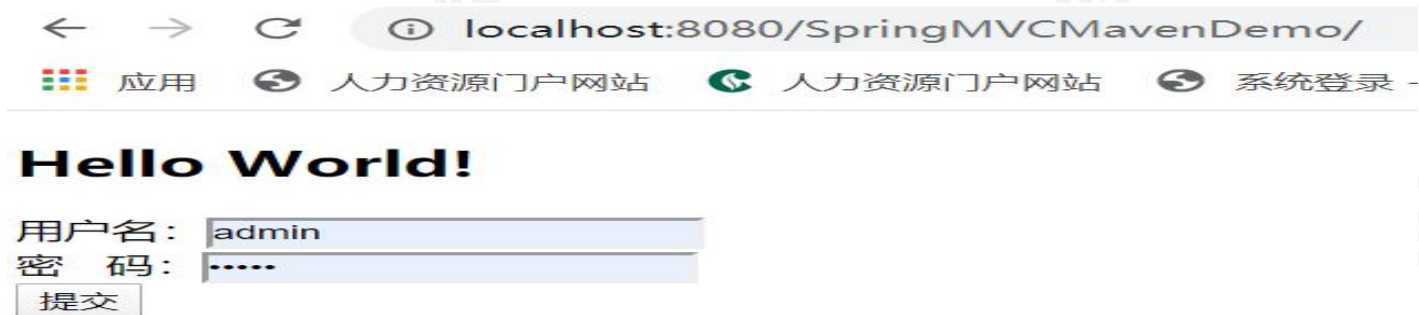 localhost:8080/SpringMVCMavenDemo/
应用 人力资源门户网站 人力资源门户网站 系统登录 -
Hello World!
用户名： admin
密 码： •••••
提交